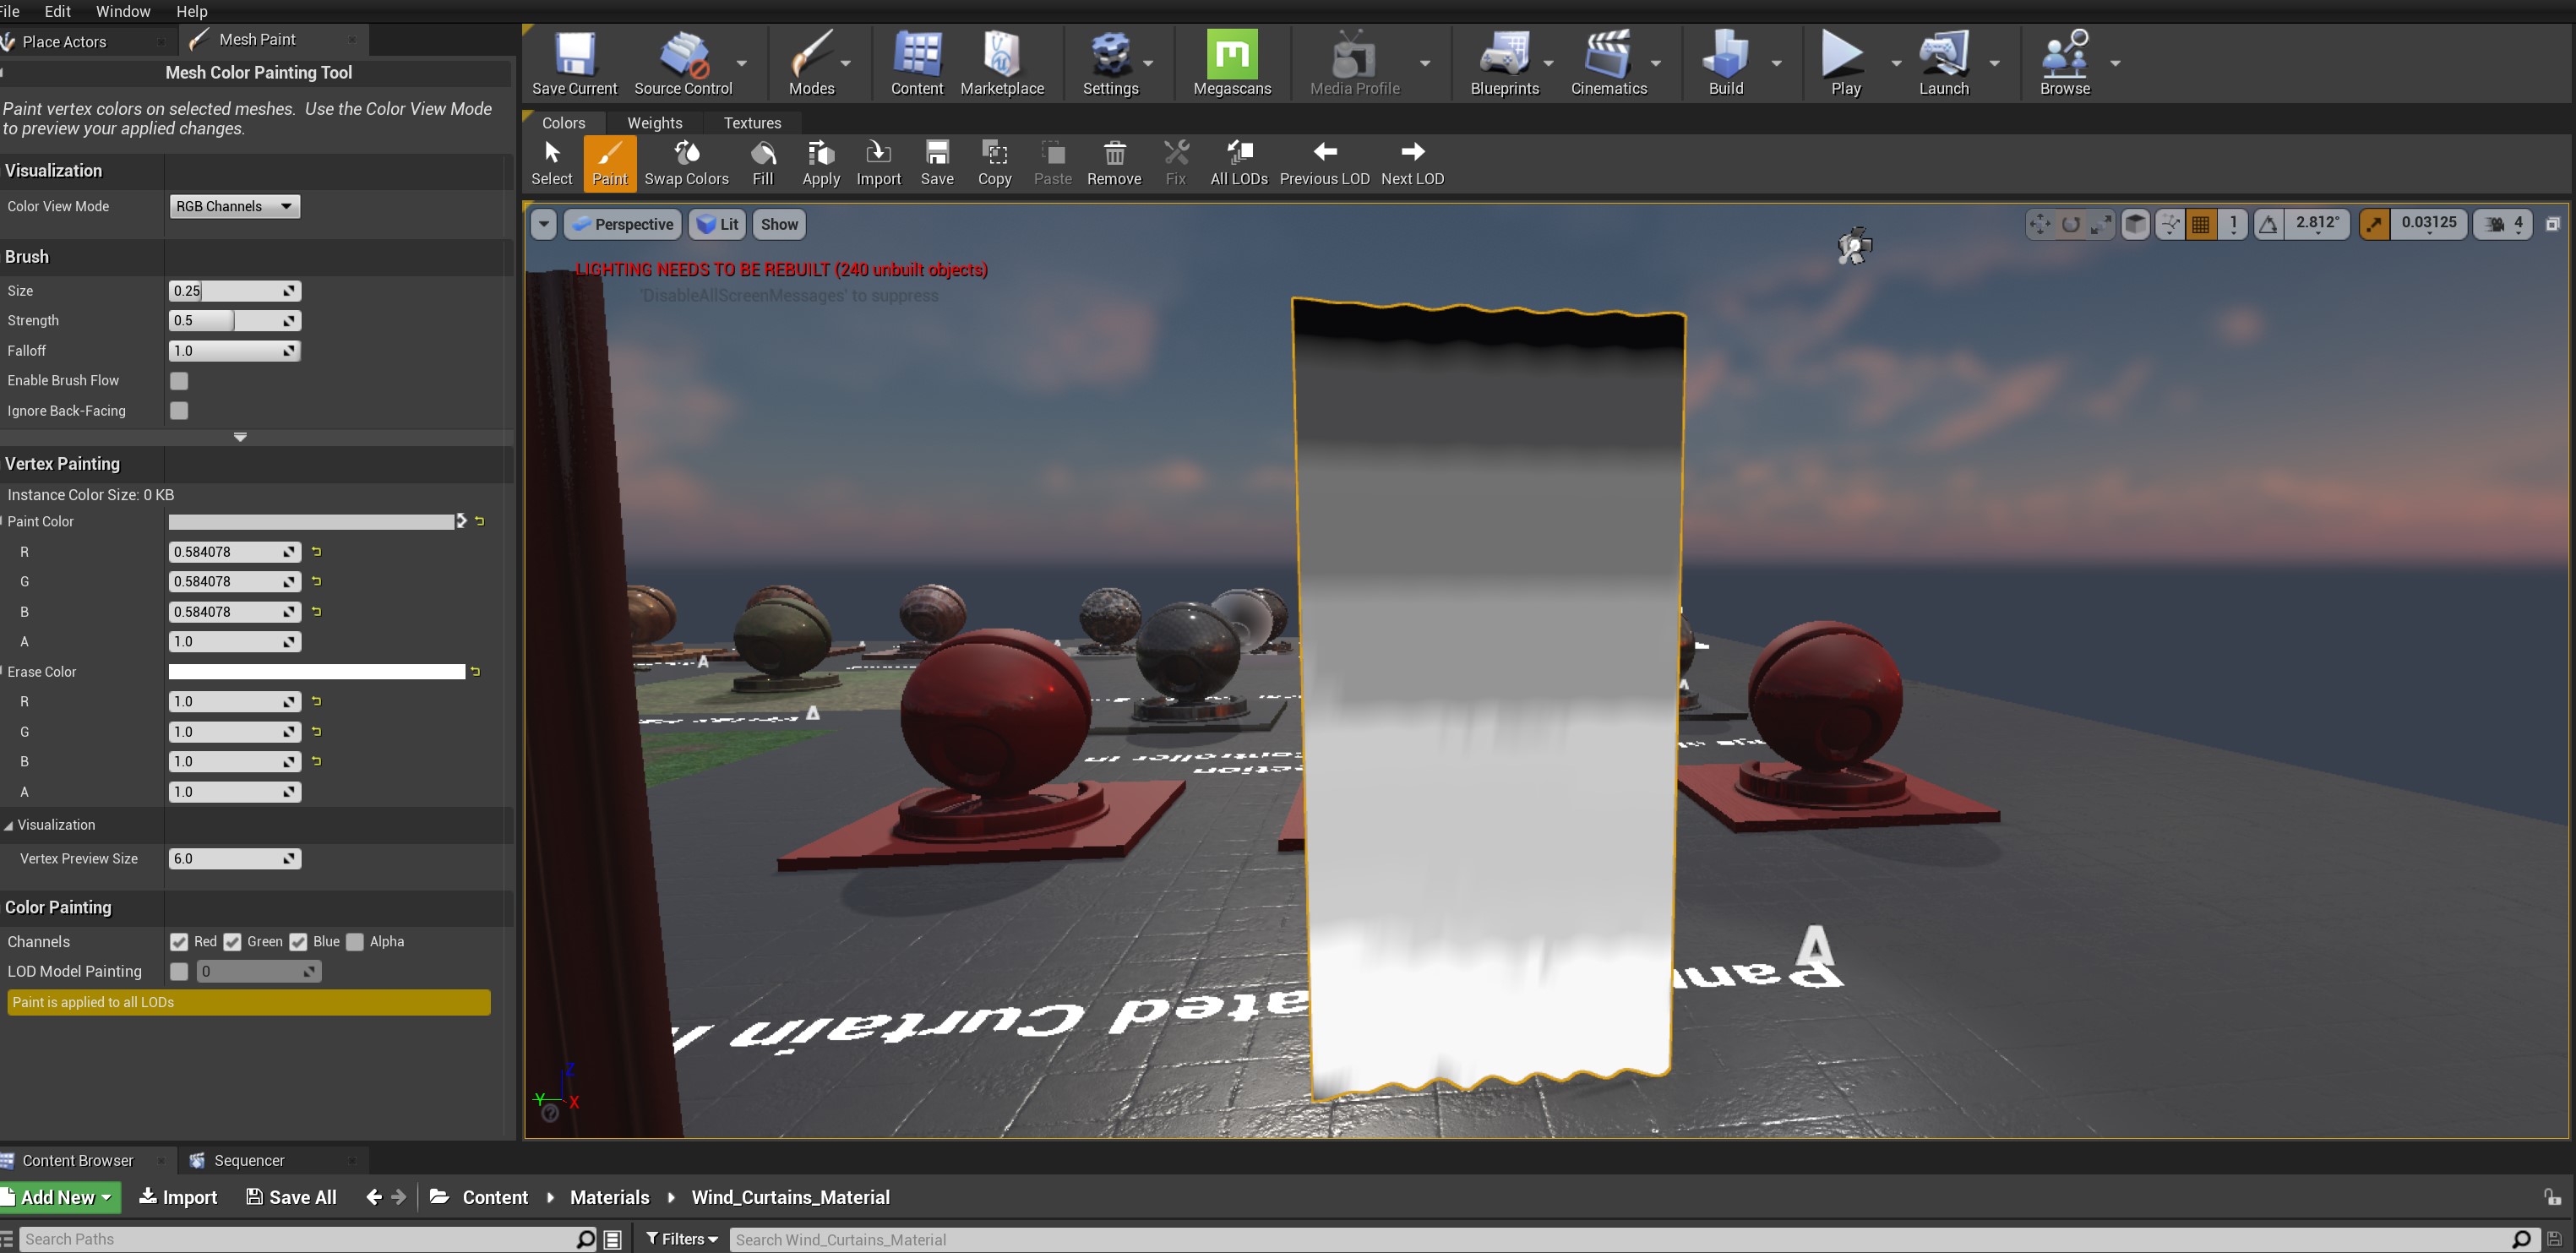 File Edit Window Help
Place Actors
Mesh Paint
Mesh Color Painting Tool
Paint vertex colors on selected meshes. Use the Color View Mode
to preview your applied changes.
Visualization
Color View Mode RGB Channels
Brush
Size 0.25
Strength 0.5
Falloff 1.0
Enable Brush Flow
Ignore Back-Facing
Vertex Painting
Instance Color Size: 0 KB
Paint Color
R 0.584078
G 0.584078
B 0.584078
A 1.0
Erase Color
R 1.0
G 1.0
B 1.0
A 1.0
Visualization
Vertex Preview Size 6.0
Color Painting
Channels Red Green Blue Alpha
LOD Model Painting 0
Paint is applied to all LODs
Save Current Source Control Modes Content Marketplace Settings Megascans Media Profile Blueprints Cinematics Build Play Launch Browse
Colors Weights Textures
Select Paint Swap Colors Fill Apply Import Save Copy Paste Remove Fix All LODs Previous LOD Next LOD
Perspective Lit Show
1 2.812° 0.03125 4
LIGHTING NEEDS TO BE REBUILT (240 unbuilt objects)
'DisableAllScreenMessages' to suppress
A
A
A
Controller in
A
ated Curtain
Z
Y X
Content Browser Sequencer
Add New Import Save All Content Materials Wind_Curtains_Material
Search Paths Filters Search Wind_Curtains_Material